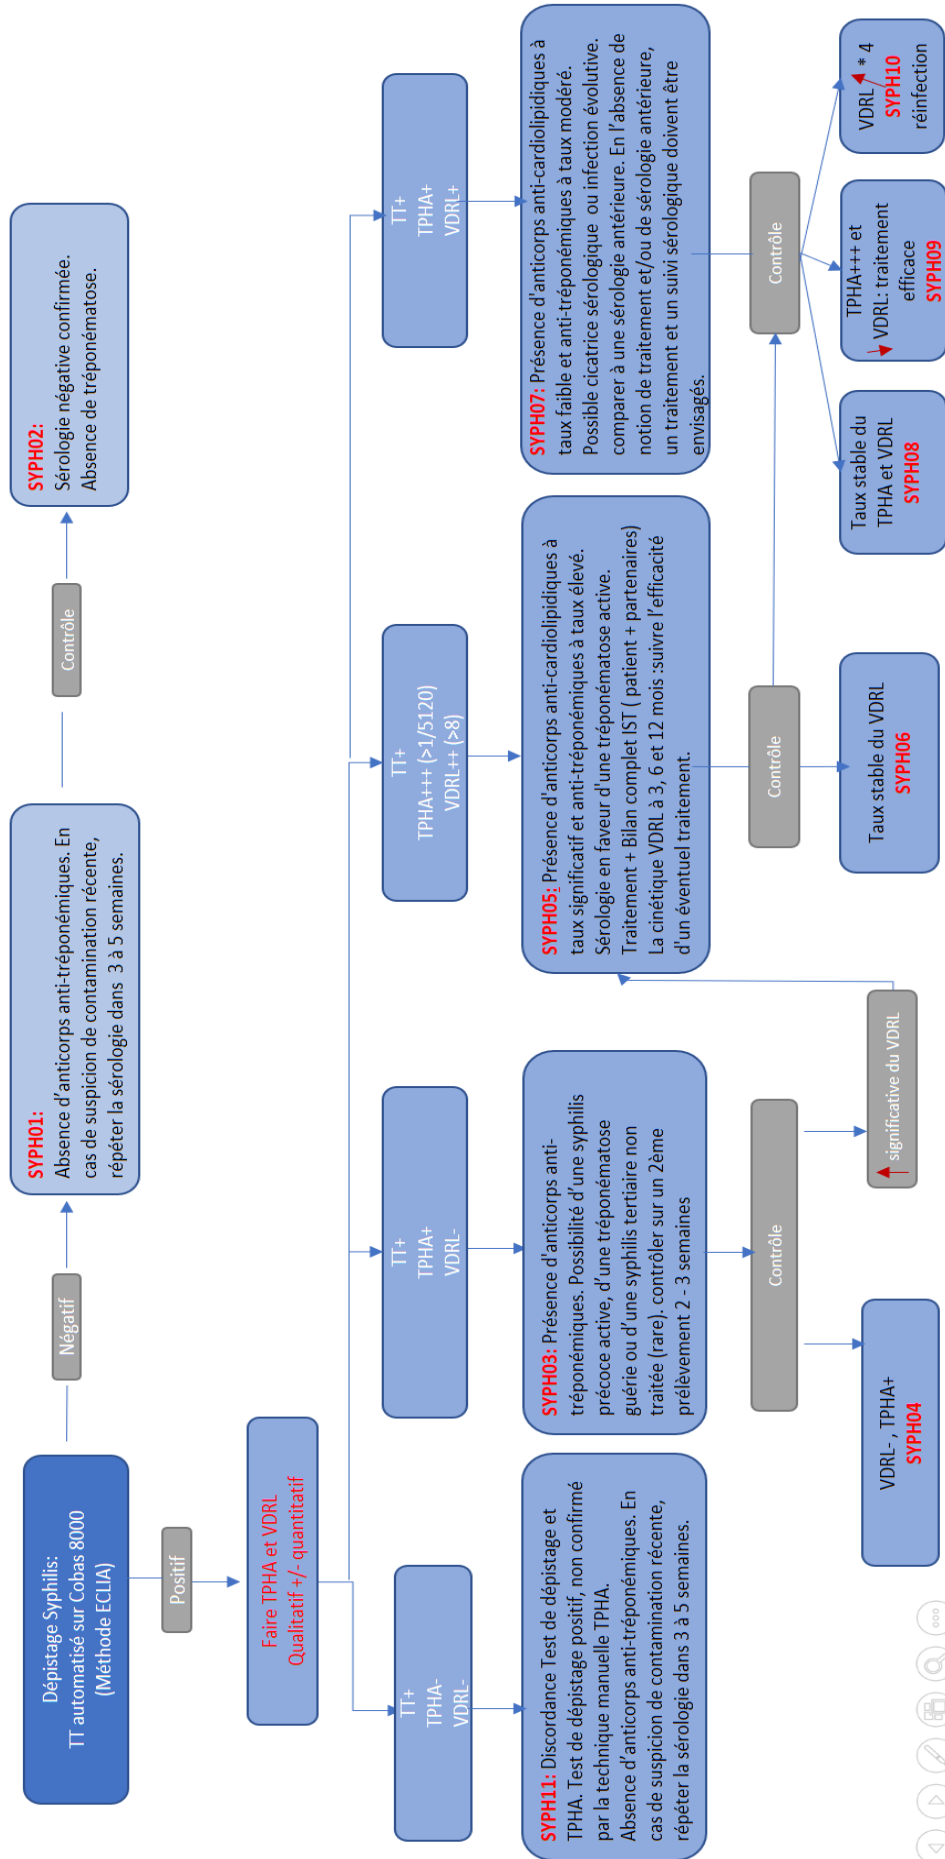 Dépistage Syphilis:
TT automatisé sur Cobas 8000
(Méthode ECLIA)
Négatif
SYPH01:
Absence d'anticorps anti-tréponémiques. En
cas de suspicion de contamination récente,
répéter la sérologie dans 3 à 5 semaines.
Contrôle
SYPH02:
Sérologie négative confirmée.
Absence de tréponématose.
Positif
Faire TPHA et VDRL
Qualitatif +/- quantitatif
TT+
TPHA-
VDRL-
TT+
TPHA+
VDRL-
TT+
TPHA+++ (>1/5120)
VDRL++ (>8)
TT+
TPHA+
VDRL+
SYPH11: Discordance Test de dépistage et
TPHA. Test de dépistage positif, non confirmé
par la technique manuelle TPHA.
Absence d'anticorps anti-tréponémiques. En
cas de suspicion de contamination récente,
répéter la sérologie dans 3 à 5 semaines.
SYPH03: Présence d'anticorps anti-
tréponémiques. Possibilité d'une syphilis
précoce active, d'une tréponématose
guérie ou d'une syphilis tertiaire non
traitée (rare). contrôler sur un 2ème
prélèvement 2 - 3 semaines
SYPH05: Présence d'anticorps anti-cardiolipidiques à
taux significatif et anti-tréponémiques à taux élevé.
Sérologie en faveur d'une tréponématose active.
Traitement + Bilan complet IST ( patient + partenaires)
La cinétique VDRL à 3, 6 et 12 mois :suivre l'efficacité
d'un éventuel traitement.
SYPH07: Présence d'anticorps anti-cardiolipidiques à
taux faible et anti-tréponémiques à taux modéré.
Possible cicatrice sérologique ou infection évolutive.
comparer à une sérologie antérieure. En l'absence de
notion de traitement et/ou de sérologie antérieure,
un traitement et un suivi sérologique doivent être
envisagés.
Contrôle
Contrôle
Contrôle
VDRL- , TPHA+
SYPH04
significative du VDRL
Taux stable du VDRL
SYPH06
Taux stable du
TPHA et VDRL
SYPH08
TPHA+++ et
VDRL: traitement
efficace
SYPH09
VDRL * 4
SYPH10
réinfection